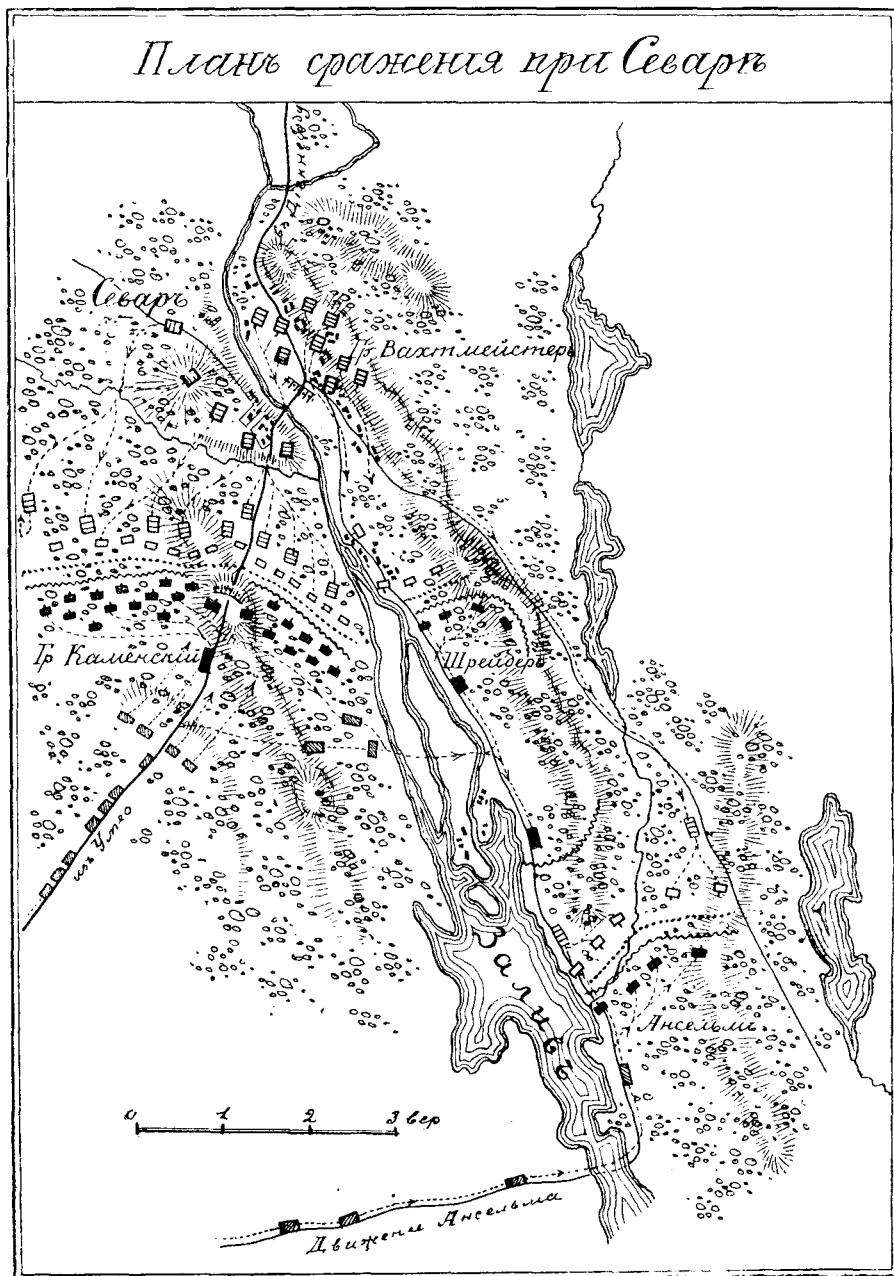 Планъ сраженія при Севарѣ
Севаръ
Гр Вахтмейстеръ
Гр Каменскій
Шрейберъ
изъ Умео
Заливъ
Ансельмъ
0 1 2 3 вер
Движеніе Ансельма